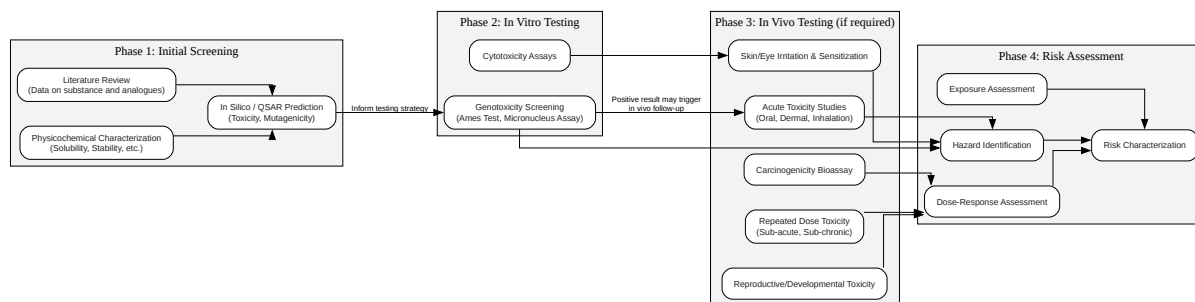 Phase 1: Initial Screening
Literature Review
(Data on substance and analogues)
Physicochemical Characterization
(Solubility, Stability, etc.)
In Silico / QSAR Prediction
(Toxicity, Mutagenicity)
Inform testing strategy
Phase 2: In Vitro Testing
Cytotoxicity Assays
Genotoxicity Screening
(Ames Test, Micronucleus Assay)
Positive result may trigger
in vivo follow-up
Phase 3: In Vivo Testing (if required)
Skin/Eye Irritation & Sensitization
Acute Toxicity Studies
(Oral, Dermal, Inhalation)
Carcinogenicity Bioassay
Repeated Dose Toxicity
(Sub-acute, Sub-chronic)
Reproductive/Developmental Toxicity
Phase 4: Risk Assessment
Exposure Assessment
Hazard Identification
Risk Characterization
Dose-Response Assessment